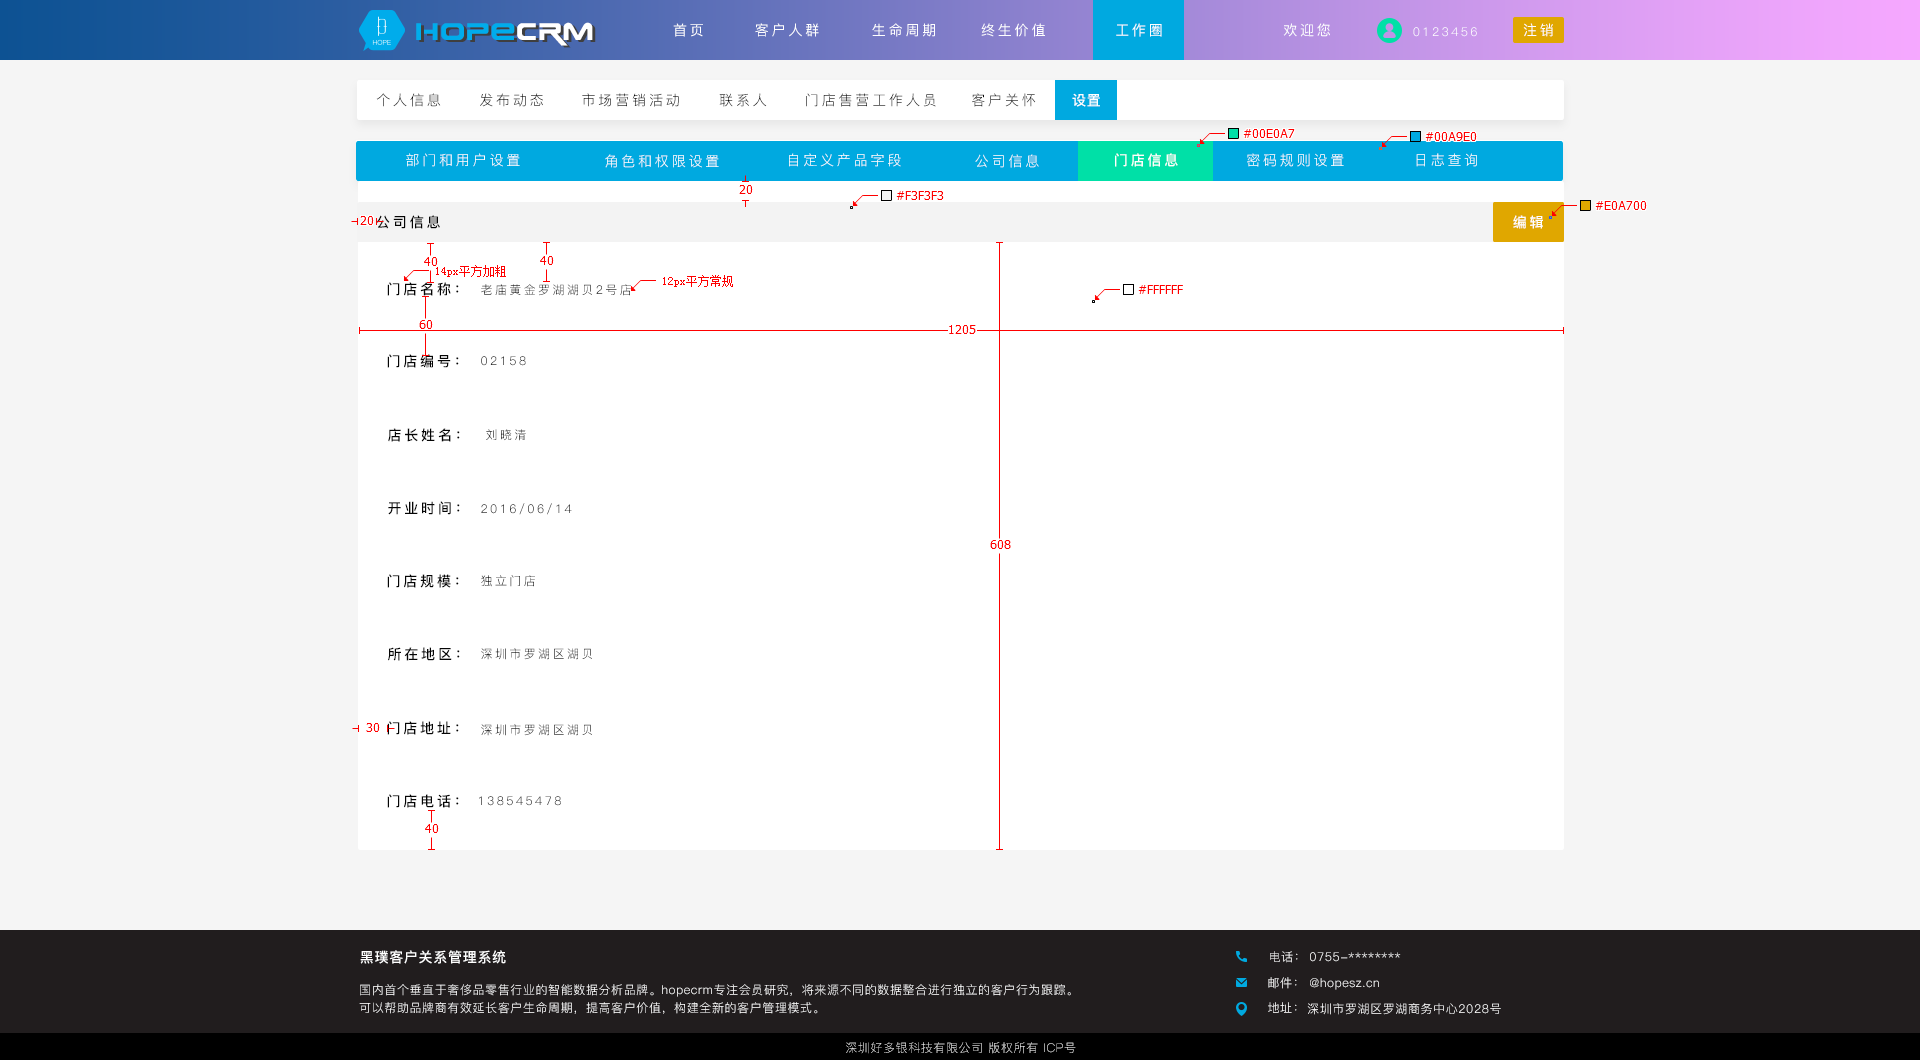 HOPE HOPECRM 首页 客户人群 生命周期 终生价值 工作圈 欢迎您 0123456 注销
个人信息 发布动态 市场营销活动 联系人 门店售营工作人员 客户关怀 设置
#00E0A7 #00A9E0
部门和用户设置 角色和权限设置 自定义产品字段 公司信息 门店信息 密码规则设置 日志查询
20 #F3F3F3
20 公司信息 编辑 #E0A700
40 40
14px平方加粗 12px平方常规
门店名称： 老庙黄金罗湖湖贝2号店 #FFFFFF
60 1205
门店编号： 02158
店长姓名： 刘晓清
开业时间： 2016/06/14
608
门店规模： 独立门店
所在地区： 深圳市罗湖区湖贝
30 门店地址： 深圳市罗湖区湖贝
门店电话： 138545478
40
黑璞客户关系管理系统
国内首个垂直于奢侈品零售行业的智能数据分析品牌。hopecrm专注会员研究，将来源不同的数据整合进行独立的客户行为跟踪。
可以帮助品牌商有效延长客户生命周期，提高客户价值，构建全新的客户管理模式。
电话： 0755-********
邮件： @hopesz.cn
地址： 深圳市罗湖区罗湖商务中心2028号
深圳好多银科技有限公司 版权所有 ICP号